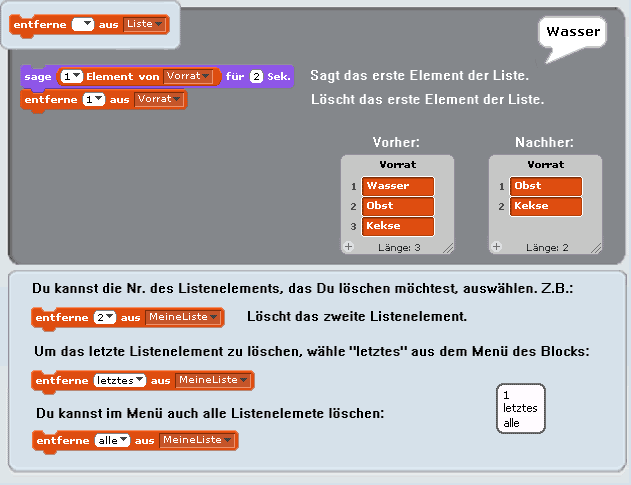 entferne aus Liste
Wasser
sage 1 Element von Vorrat für 2 Sek.
Sagt das erste Element der Liste.
entferne 1 aus Vorrat
Löscht das erste Element der Liste.
Vorher:
Vorrat
1 Wasser
2 Obst
3 Kekse
+ Länge: 3
Nachher:
Vorrat
1 Obst
2 Kekse
+ Länge: 2
Du kannst die Nr. des Listenelements, das Du löschen möchtest, auswählen. Z.B.:
entferne 2 aus MeineListe
Löscht das zweite Listenelement.
Um das letzte Listenelement zu löschen, wähle "letztes" aus dem Menü des Blocks:
entferne letztes aus MeineListe
Du kannst im Menü auch alle Listenelemete löschen:
entferne alle aus MeineListe
1
letztes
alle